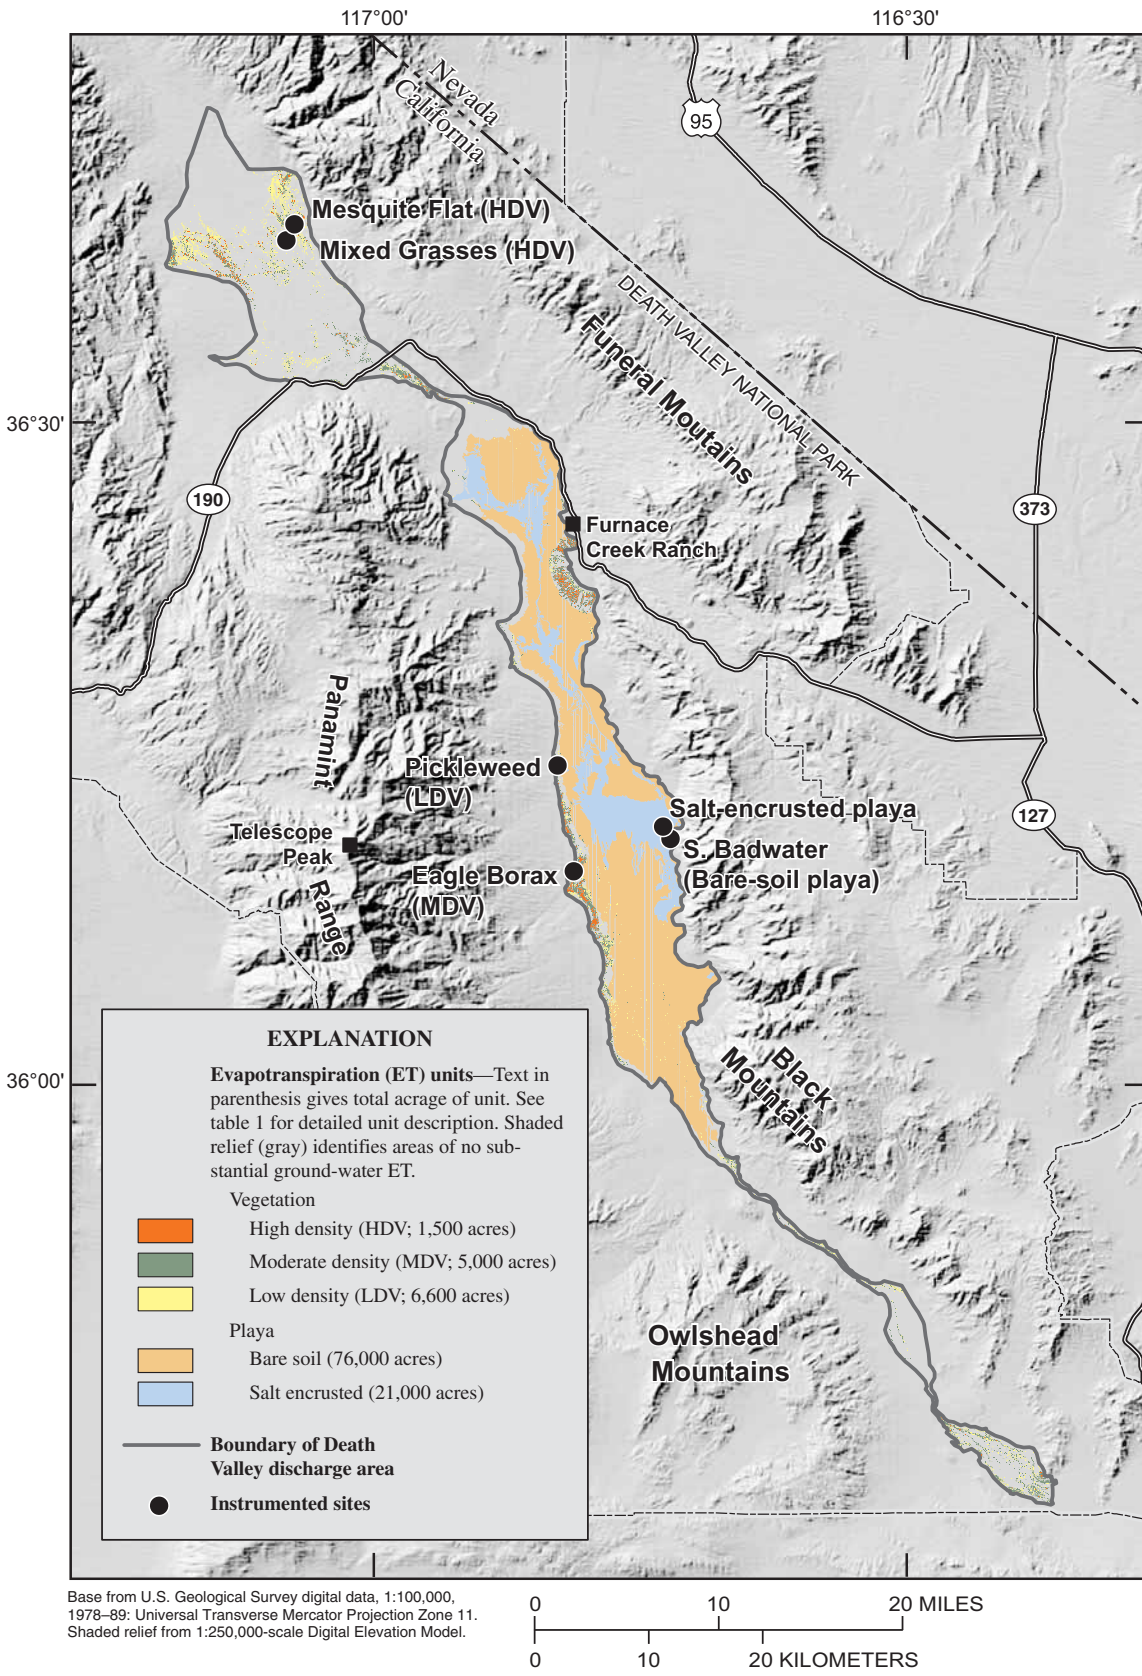 117°00'
116°30'
Nevada
California
95
Mesquite Flat (HDV)
Mixed Grasses (HDV)
DEATH VALLEY NATIONAL PARK
Funeral Moutains
36°30'
190
373
Furnace
Creek Ranch
Panamint
Range
Pickleweed
(LDV)
Salt-encrusted playa
127
Telescope
Peak
S. Badwater
(Bare-soil playa)
Eagle Borax
(MDV)
36°00'
Black
Mountains
Owlshead
Mountains
EXPLANATION
Evapotranspiration (ET) units—Text in
parenthesis gives total acrage of unit. See
table 1 for detailed unit description. Shaded
relief (gray) identifies areas of no sub-
stantial ground-water ET.
Vegetation
High density (HDV; 1,500 acres)
Moderate density (MDV; 5,000 acres)
Low density (LDV; 6,600 acres)
Playa
Bare soil (76,000 acres)
Salt encrusted (21,000 acres)
Boundary of Death
Valley discharge area
Instrumented sites
Base from U.S. Geological Survey digital data, 1:100,000,
1978–89: Universal Transverse Mercator Projection Zone 11.
Shaded relief from 1:250,000-scale Digital Elevation Model.
0 10 20 MILES
0 10 20 KILOMETERS